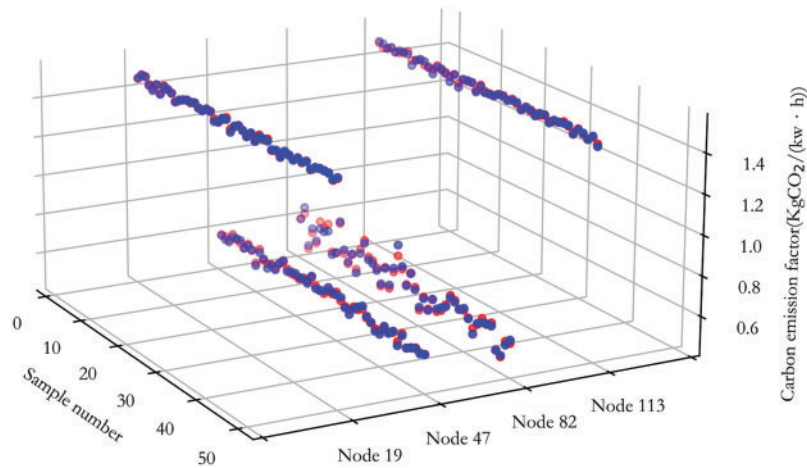 Carbon emission factor(KgCO₂/(kw · h))
1.4
1.2
1.0
0.8
0.6
0
10
20
30
40
50
Sample number
Node 19
Node 47
Node 82
Node 113